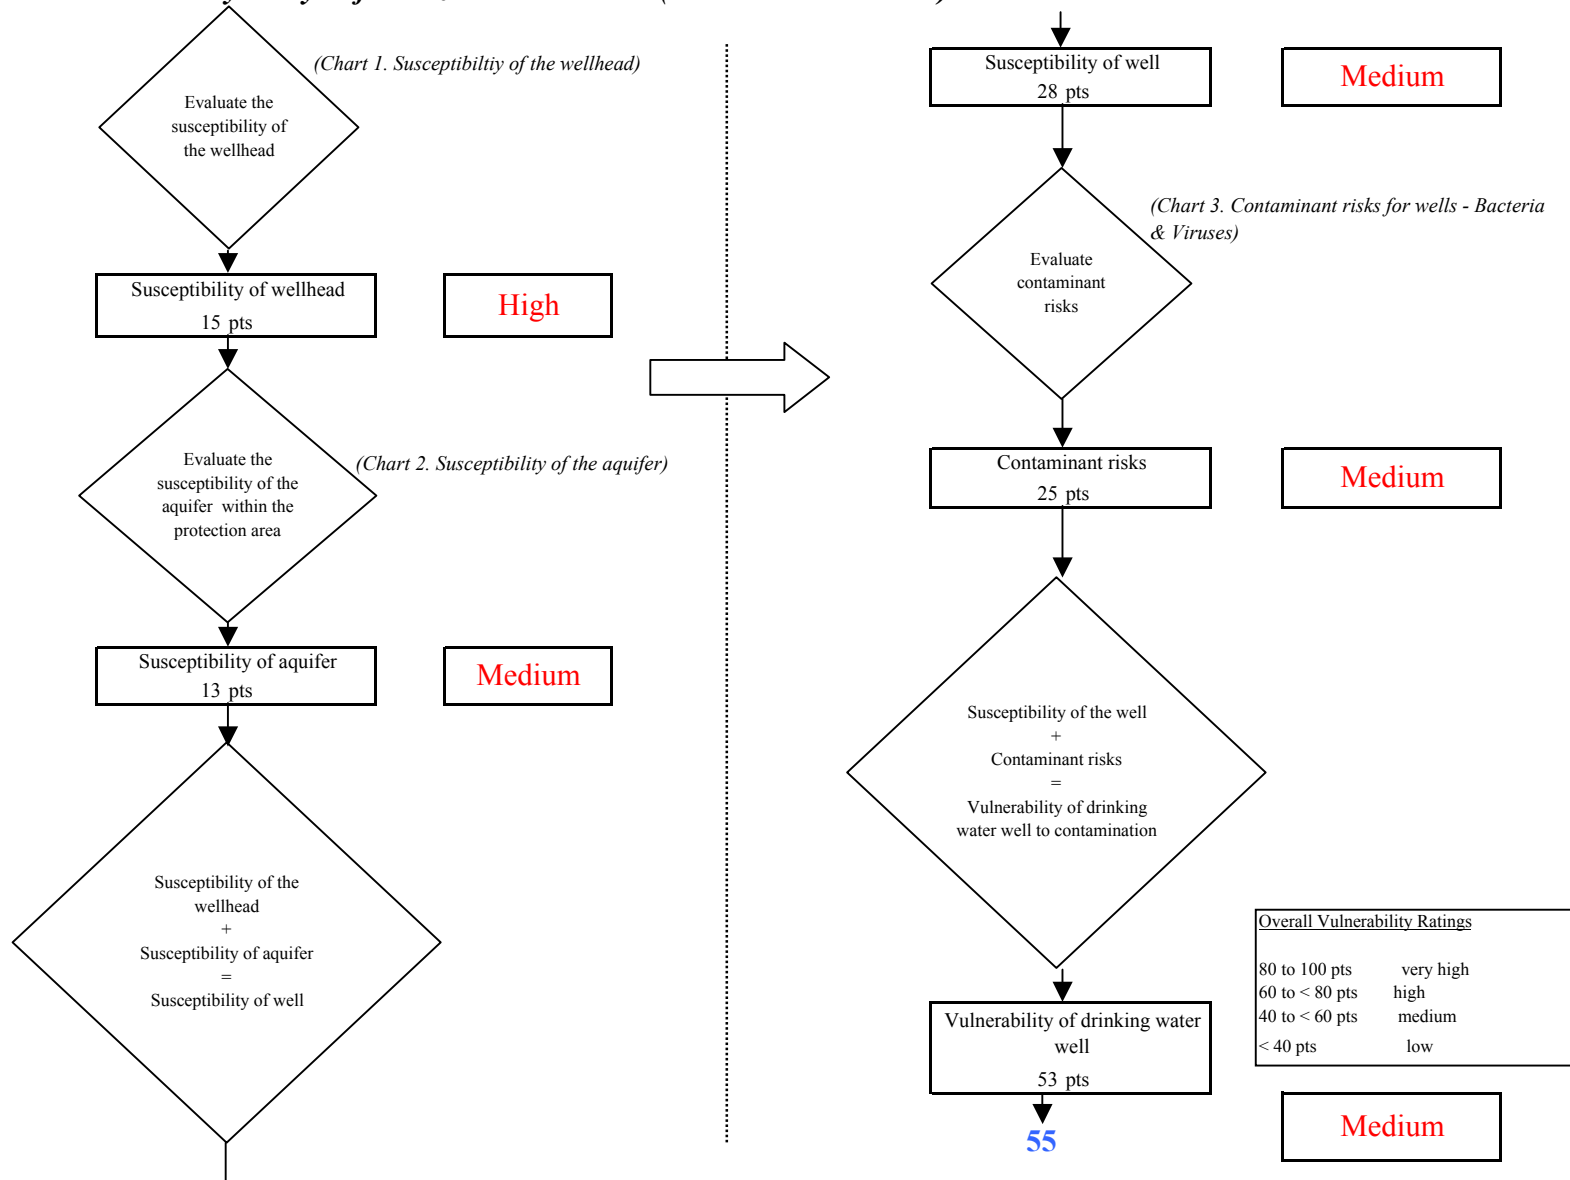 (Chart 1. Susceptibiltiy of the wellhead)
Evaluate the
susceptibility of
the wellhead
Susceptibility of wellhead
15 pts
High
Evaluate the
susceptibility of the
aquifer within the
protection area
(Chart 2. Susceptibility of the aquifer)
Susceptibility of aquifer
13 pts
Medium
Susceptibility of the
wellhead
+
Susceptibility of aquifer
=
Susceptibility of well
Susceptibility of well
28 pts
Medium
(Chart 3. Contaminant risks for wells - Bacteria
& Viruses)
Evaluate
contaminant
risks
Contaminant risks
25 pts
Medium
Susceptibility of the well
+
Contaminant risks
=
Vulnerability of drinking
water well to contamination
Overall Vulnerability Ratings
80 to 100 pts very high
60 to < 80 pts high
40 to < 60 pts medium
< 40 pts low
Vulnerability of drinking water
well
53 pts
55
Medium